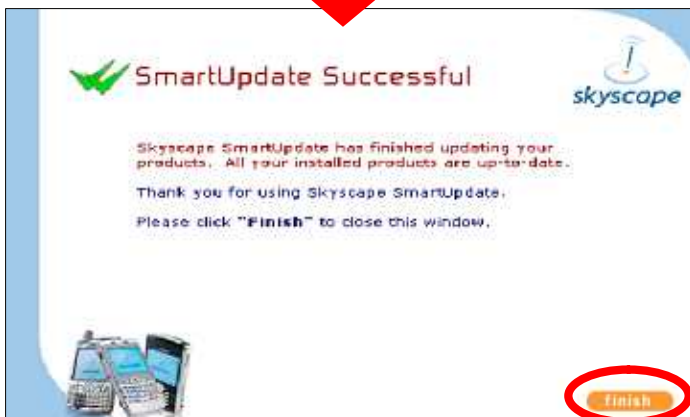 SmartUpdate Successful
skyscape
Skyscape SmartUpdate has finished updating your
products. All your installed products are up-to-date.
Thank you for using Skyscape SmartUpdate.
Please click "Finish" to close this window.
finish